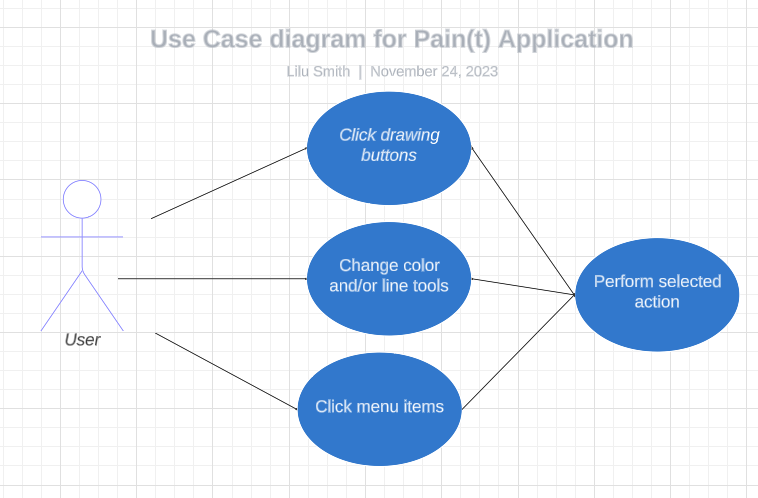 Use Case diagram for Pain(t) Application
Lilu Smith | November 24, 2023
Click drawing
buttons
Change color
and/or line tools
Perform selected
action
User
Click menu items